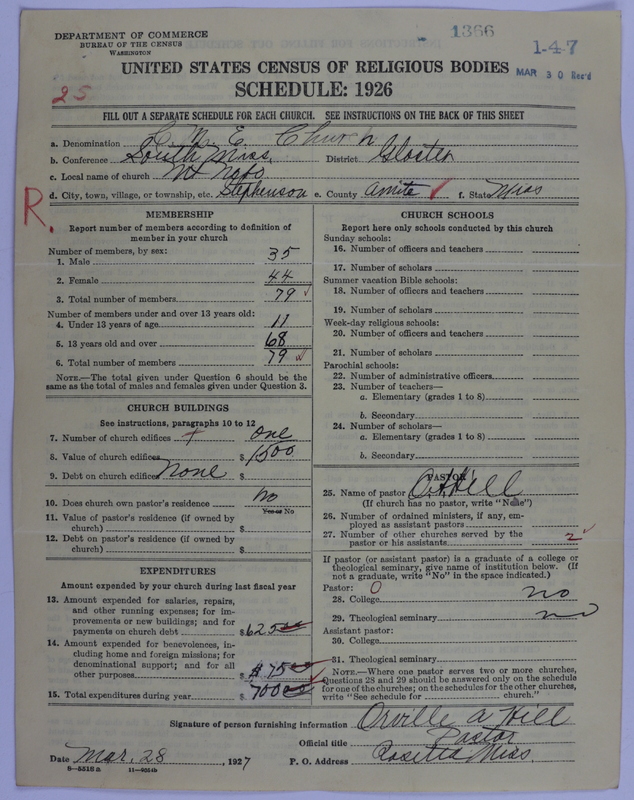 DEPARTMENT OF COMMERCE
BUREAU OF THE CENSUS
WASHINGTON
1366
1-47
MAR 30 Rec'd
UNITED STATES CENSUS OF RELIGIOUS BODIES
SCHEDULE: 1926
25
FILL OUT A SEPARATE SCHEDULE FOR EACH CHURCH. SEE INSTRUCTIONS ON THE BACK OF THIS SHEET
a. Denomination M. E. Church
b. Conference South Miss. District Gloster
c. Local name of church Mt Nebo
d. City, town, village, or township, etc. Stephenson e. County Amite f. State Miss
R.
MEMBERSHIP
Report number of members according to definition of
member in your church
Number of members, by sex:
1. Male 35
2. Female 44
3. Total number of members 79
Number of members under and over 13 years old:
4. Under 13 years of age 11
5. 13 years old and over 68
6. Total number of members 79
NOTE.—The total given under Question 6 should be
same as the total of males and females given under Question 3.
CHURCH BUILDINGS
See instructions, paragraphs 10 to 12
7. Number of church edifices one
8. Value of church edifices $1500
9. Debt on church edifices None $
10. Does church own pastor's residence No
Yes or No
11. Value of pastor's residence (if owned by
church) $
12. Debt on pastor's residence (if owned by
church) $
EXPENDITURES
Amount expended by your church during last fiscal year
13. Amount expended for salaries, repairs,
and other running expenses; for im-
provements or new buildings; and for
payments on church debt $625
14. Amount expended for benevolences, in-
cluding home and foreign missions; for
denominational support; and for all
other purposes $ $75
15. Total expenditures during year $700
CHURCH SCHOOLS
Report here only schools conducted by this church
Sunday schools:
16. Number of officers and teachers
17. Number of scholars
Summer vacation Bible schools:
18. Number of officers and teachers
19. Number of scholars
Week-day religious schools:
20. Number of officers and teachers
21. Number of scholars
Parochial schools:
22. Number of administrative officers
23. Number of teachers—
a. Elementary (grades 1 to 8)
b. Secondary
24. Number of scholars—
a. Elementary (grades 1 to 8)
b. Secondary
PASTOR
25. Name of pastor O. A. Hill
(If church has no pastor, write "None")
26. Number of ordained ministers, if any, em-
ployed as assistant pastors
27. Number of other churches served by the
pastor or his assistants 2
If pastor (or assistant pastor) is a graduate of a college or
theological seminary, give name of institution below. (If
not a graduate, write "No" in the space indicated.)
Pastor: 0
28. College no
29. Theological seminary no
Assistant pastor:
30. College
31. Theological seminary
NOTE.—Where one pastor serves two or more churches,
Questions 28 and 29 should be answered only on the schedule
for one of the churches; on the schedules for the other churches,
write "See schedule for church."
Signature of person furnishing information Orville A Hill
Official title Pastor
Date Mar. 28, 1927 P. O. Address Rosetta Miss.